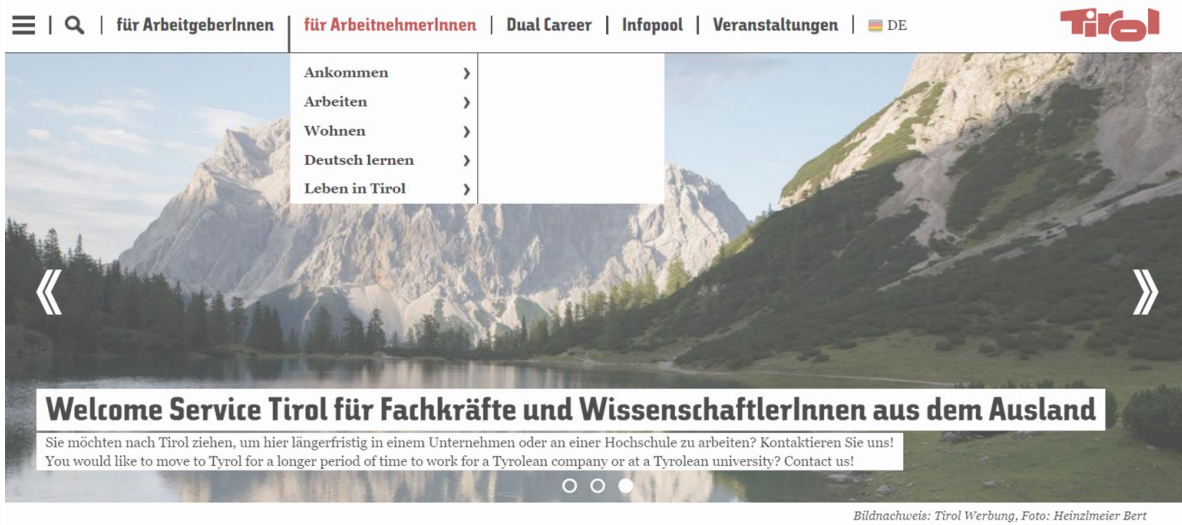 für ArbeitgeberInnen | für ArbeitnehmerInnen | Dual Career | Infopool | Veranstaltungen | DE
Tirol
Ankommen
Arbeiten
Wohnen
Deutsch lernen
Leben in Tirol
Welcome Service Tirol für Fachkräfte und WissenschaftlerInnen aus dem Ausland
Sie möchten nach Tirol ziehen, um hier längerfristig in einem Unternehmen oder an einer Hochschule zu arbeiten? Kontaktieren Sie uns!
You would like to move to Tyrol for a longer period of time to work for a Tyrolean company or at a Tyrolean university? Contact us!
Bildnachweis: Tirol Werbung, Foto: Heinzlmeier Bert